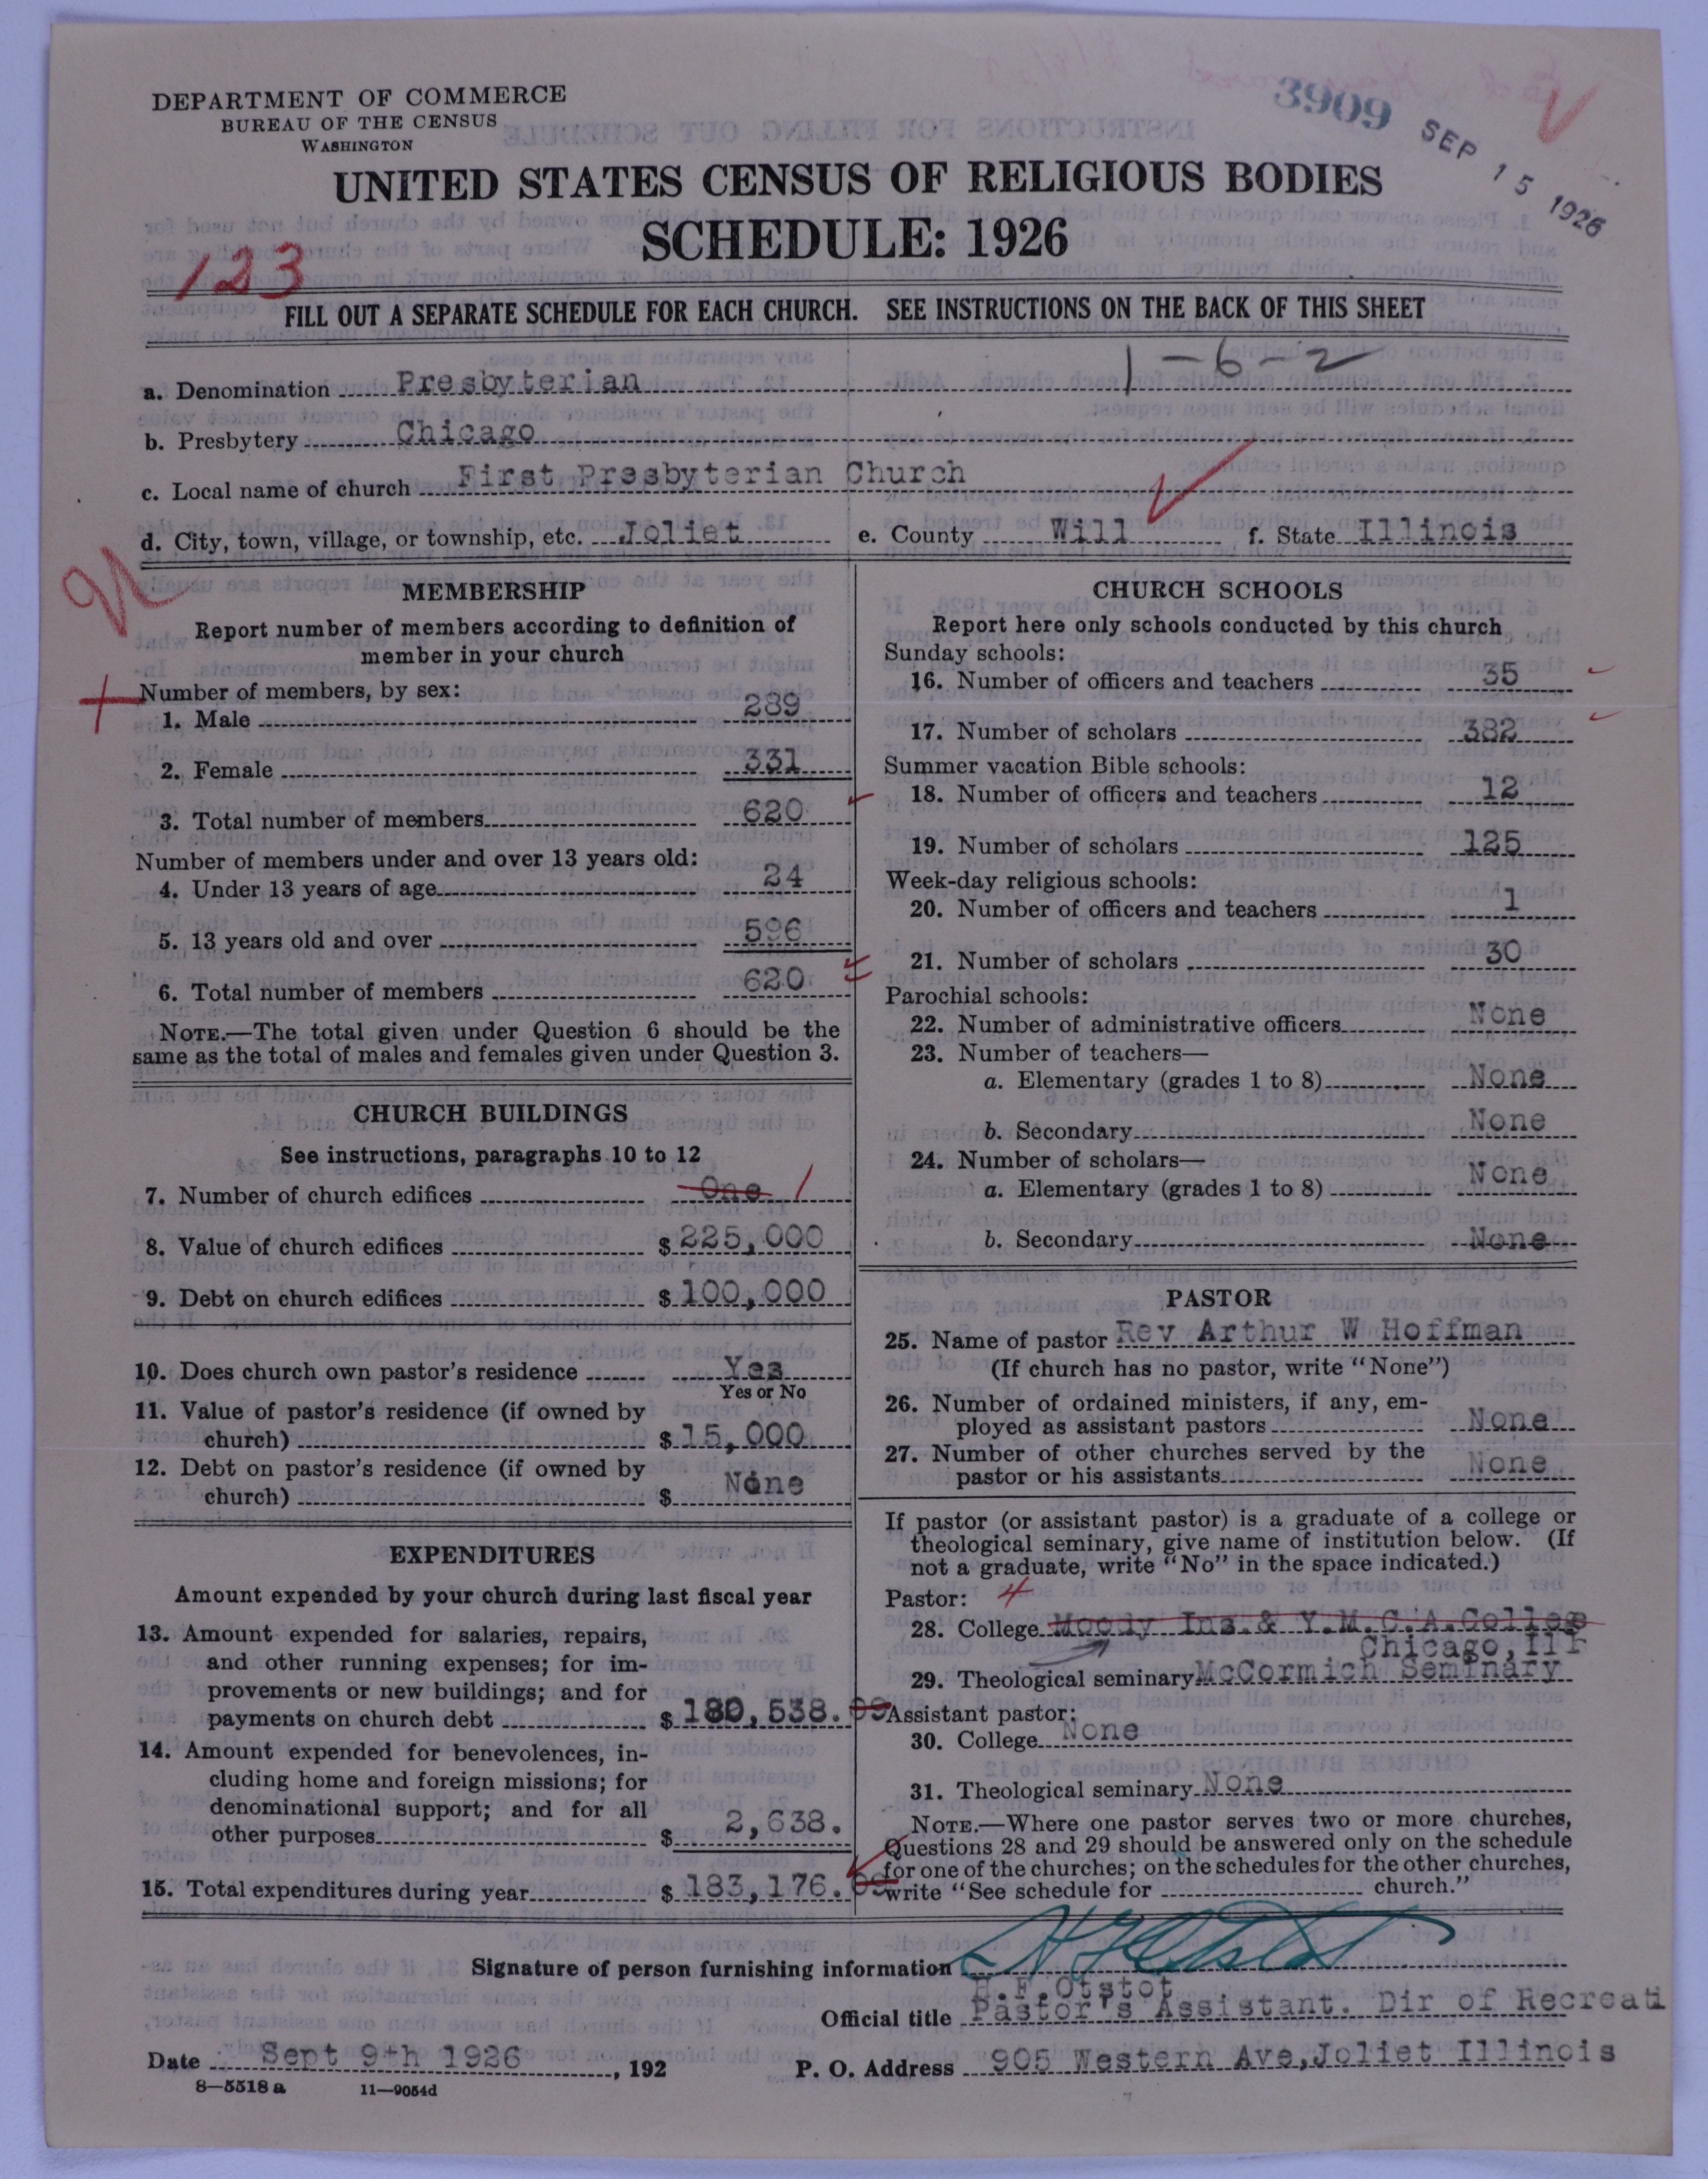 3909
SEP 15 1926
DEPARTMENT OF COMMERCE
BUREAU OF THE CENSUS
WASHINGTON
UNITED STATES CENSUS OF RELIGIOUS BODIES
SCHEDULE: 1926
123
FILL OUT A SEPARATE SCHEDULE FOR EACH CHURCH. SEE INSTRUCTIONS ON THE BACK OF THIS SHEET
1-6-2
a. Denomination Presbyterian
b. Presbytery Chicago
c. Local name of church First Presbyterian Church
d. City, town, village, or township, etc. Joliet e. County Will f. State Illinois
MEMBERSHIP
Report number of members according to definition of
member in your church
Number of members, by sex:
1. Male 289
2. Female 331
3. Total number of members 620
Number of members under and over 13 years old:
4. Under 13 years of age 24
5. 13 years old and over 596
6. Total number of members 620
NOTE.—The total given under Question 6 should be the
same as the total of males and females given under Question 3.
CHURCH BUILDINGS
See instructions, paragraphs 10 to 12
7. Number of church edifices One 1
8. Value of church edifices $ 225,000
9. Debt on church edifices $ 100,000
10. Does church own pastor's residence Yes
Yes or No
11. Value of pastor's residence (if owned by
church) $ 15,000
12. Debt on pastor's residence (if owned by
church) $ None
EXPENDITURES
Amount expended by your church during last fiscal year
13. Amount expended for salaries, repairs,
and other running expenses; for im-
provements or new buildings; and for
payments on church debt $ 180,538.09
14. Amount expended for benevolences, in-
cluding home and foreign missions; for
denominational support; and for all
other purposes $ 2,638.
15. Total expenditures during year $ 183,176.09
CHURCH SCHOOLS
Report here only schools conducted by this church
Sunday schools:
16. Number of officers and teachers 35
17. Number of scholars 382
Summer vacation Bible schools:
18. Number of officers and teachers 12
19. Number of scholars 125
Week-day religious schools:
20. Number of officers and teachers 1
21. Number of scholars 30
Parochial schools:
22. Number of administrative officers None
23. Number of teachers—
a. Elementary (grades 1 to 8) None
b. Secondary None
24. Number of scholars—
a. Elementary (grades 1 to 8) None
b. Secondary None
PASTOR
25. Name of pastor Rev Arthur W Hoffman
(If church has no pastor, write "None")
26. Number of ordained ministers, if any, em-
ployed as assistant pastors None
27. Number of other churches served by the
pastor or his assistants None
If pastor (or assistant pastor) is a graduate of a college or
theological seminary, give name of institution below. (If
not a graduate, write "No" in the space indicated.)
Pastor: 4
28. College Moody Ins.& Y.M.C.A.College
Chicago,Ill
29. Theological seminary McCormich Seminary
Assistant pastor:
30. College None
31. Theological seminary None
NOTE.—Where one pastor serves two or more churches,
Questions 28 and 29 should be answered only on the schedule
for one of the churches; on the schedules for the other churches,
write "See schedule for church."
Signature of person furnishing information H F Otstot
H.F.Otstot
Official title Pastor's Assistant. Dir of Recreati
Date Sept 9th 1926, 192 P. O. Address 905 Western Ave,Joliet Illinois
8—5518 a 11—9054d